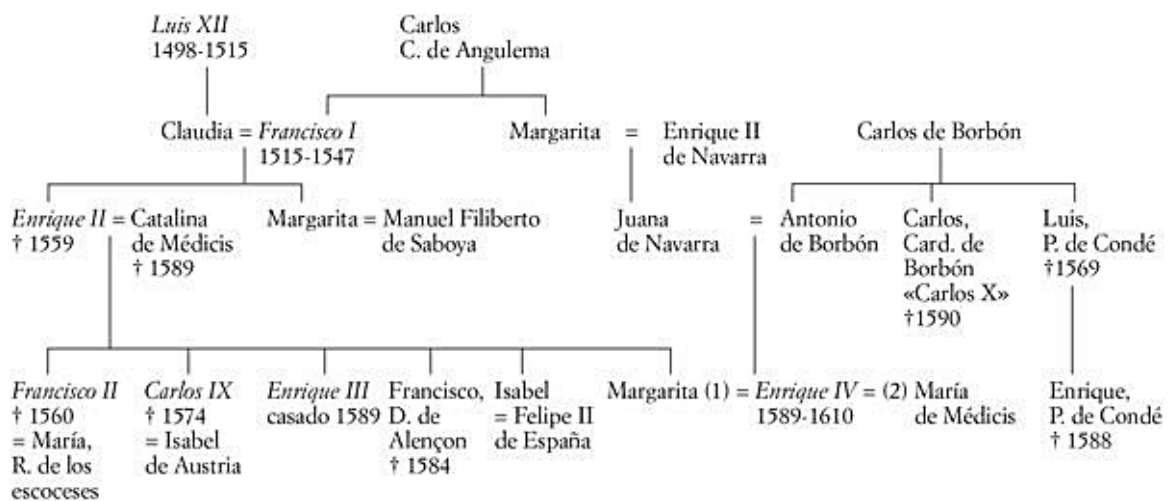 Luis XII
1498-1515
Carlos
C. de Angulema
Claudia = Francisco I
1515-1547
Margarita = Enrique II
de Navarra
Carlos de Borbón
Enrique II = Catalina
† 1559
de Médicis
† 1589
Margarita = Manuel Filiberto
de Saboya
Juana
de Navarra
= Antonio
de Borbón
Carlos,
Card. de
Borbón
«Carlos X»
†1590
Luis,
P. de Condé
†1569
Francisco II
† 1560
= María,
R. de los
escoceses
Carlos IX
† 1574
= Isabel
de Austria
Enrique III
casado 1589
Francisco,
D. de
Alençon
† 1584
Isabel
= Felipe II
de España
Margarita (1) = Enrique IV = (2) María
1589-1610
de Médicis
Enrique,
P. de Condé
† 1588